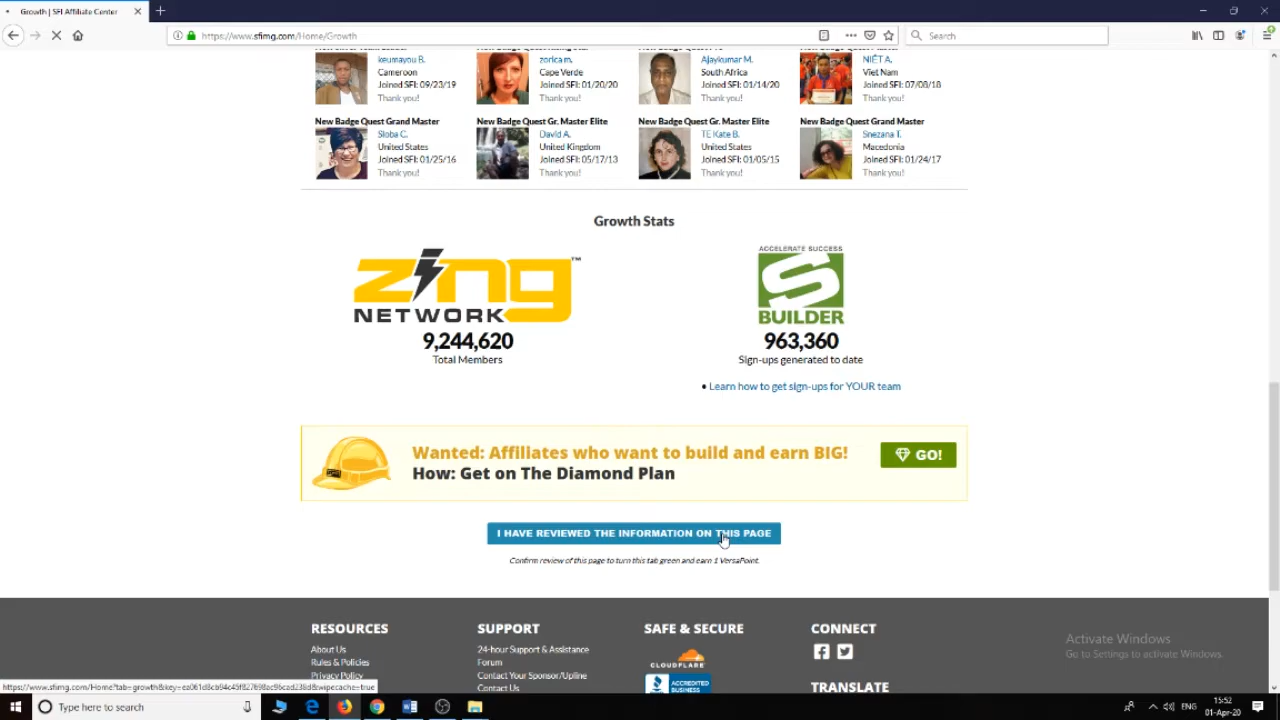 Growth | SFI Affiliate Center
https://www.sfimg.com/Home/Growth
Search
keumayou B.
Cameroon
Joined SFI: 09/23/19
Thank you!
zorica m.
Cape Verde
Joined SFI: 01/20/20
Thank you!
Ajaykumar M.
South Africa
Joined SFI: 01/14/20
Thank you!
NIẾT A.
Viet Nam
Joined SFI: 07/08/18
Thank you!
New Badge Quest Grand Master
Sloba C.
United States
Joined SFI: 01/25/16
Thank you!
New Badge Quest Gr. Master Elite
David A.
United Kingdom
Joined SFI: 05/17/13
Thank you!
New Badge Quest Gr. Master Elite
TE Kate B.
United States
Joined SFI: 01/05/15
Thank you!
New Badge Quest Grand Master
Snezana T.
Macedonia
Joined SFI: 01/24/17
Thank you!
Growth Stats
zing™
NETWORK
9,244,620
Total Members
ACCELERATE SUCCESS
S
BUILDER
963,360
Sign-ups generated to date
• Learn how to get sign-ups for YOUR team
Wanted: Affiliates who want to build and earn BIG!
How: Get on The Diamond Plan
GO!
I HAVE REVIEWED THE INFORMATION ON THIS PAGE
Confirm review of this page to turn this tab green and earn 1 VersaPoint.
RESOURCES
About Us
Rules & Policies
Privacy Policy
SUPPORT
24-hour Support & Assistance
Forum
Contact Your Sponsor/Upline
Contact Us
SAFE & SECURE
CLOUDFLARE
ACCREDITED
BUSINESS
CONNECT
TRANSLATE
Activate Windows
Go to Settings to activate Windows.
Type here to search
ENG
15:52
01-Apr-20